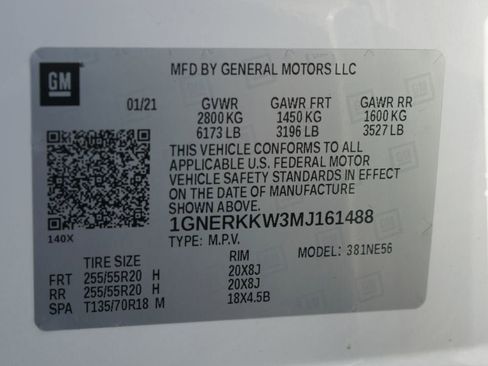 GM
MFD BY GENERAL MOTORS LLC
01/21 GVWR GAWR FRT GAWR RR
2800 KG 1450 KG 1600 KG
6173 LB 3196 LB 3527 LB
THIS VEHICLE CONFORMS TO ALL
APPLICABLE U.S. FEDERAL MOTOR
VEHICLE SAFETY STANDARDS IN EFFECT
ON THE DATE OF MANUFACTURE
SHOWN ABOVE.
1GNERKKW3MJ161488
140X
TYPE: M.P.V. MODEL: 381NE56
TIRE SIZE RIM
FRT 255/55R20 H 20X8J
RR 255/55R20 H 20X8J
SPA T135/70R18 M 18X4.5B